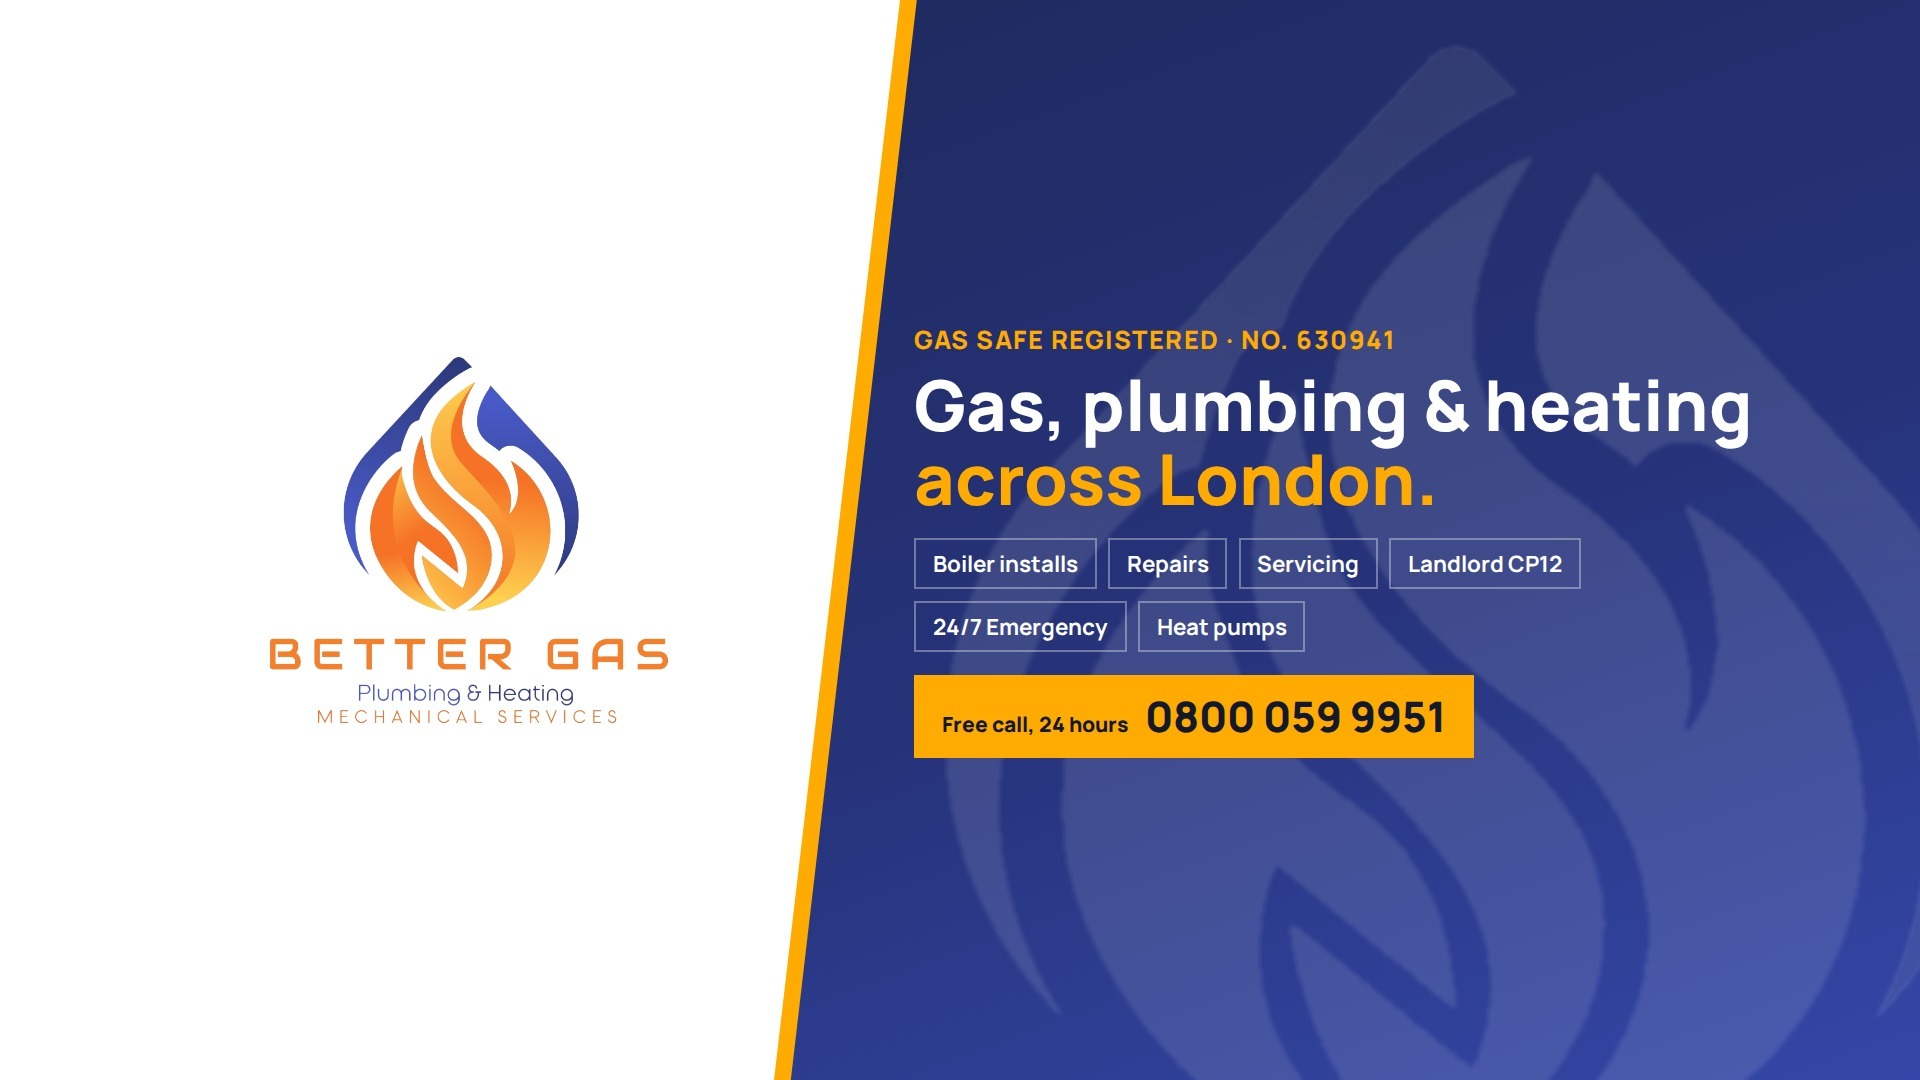 BETTER GAS
Plumbing & Heating
MECHANICAL SERVICES
GAS SAFE REGISTERED · NO. 630941
Gas, plumbing & heating
across London.
Boiler installs
Repairs
Servicing
Landlord CP12
24/7 Emergency
Heat pumps
Free call, 24 hours 0800 059 9951